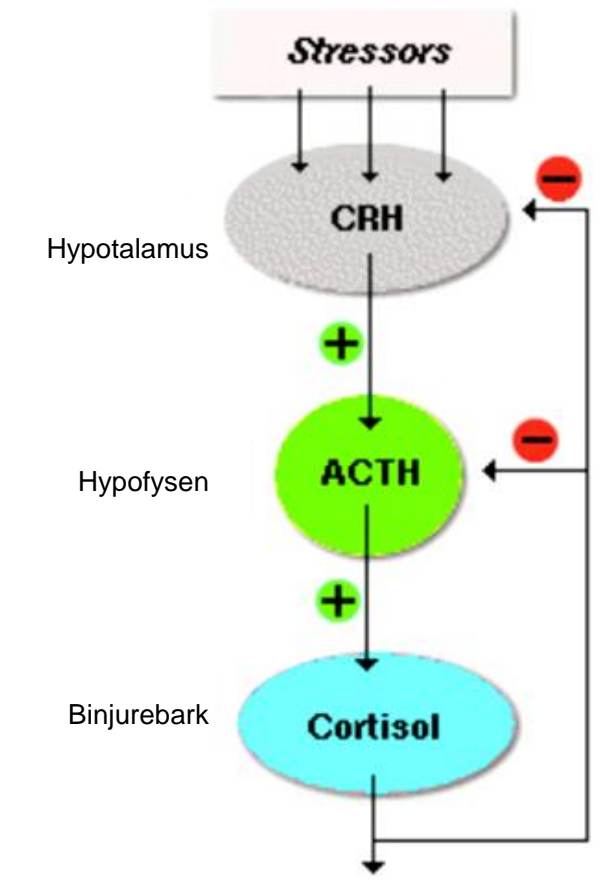 Stressors
CRH
Hypotalamus
ACTH
Hypofysen
Binjurebark
Cortisol